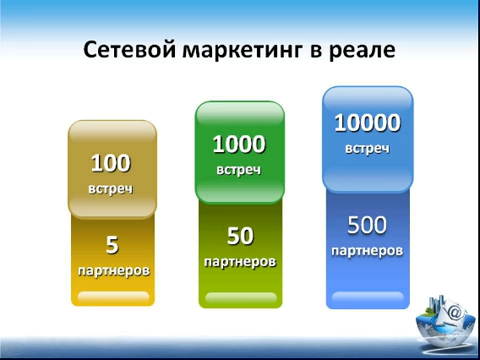 Сетевой маркетинг в реале
100
встреч
5
партнеров
1000
встреч
50
партнеров
10000
встреч
500
партнеров
@